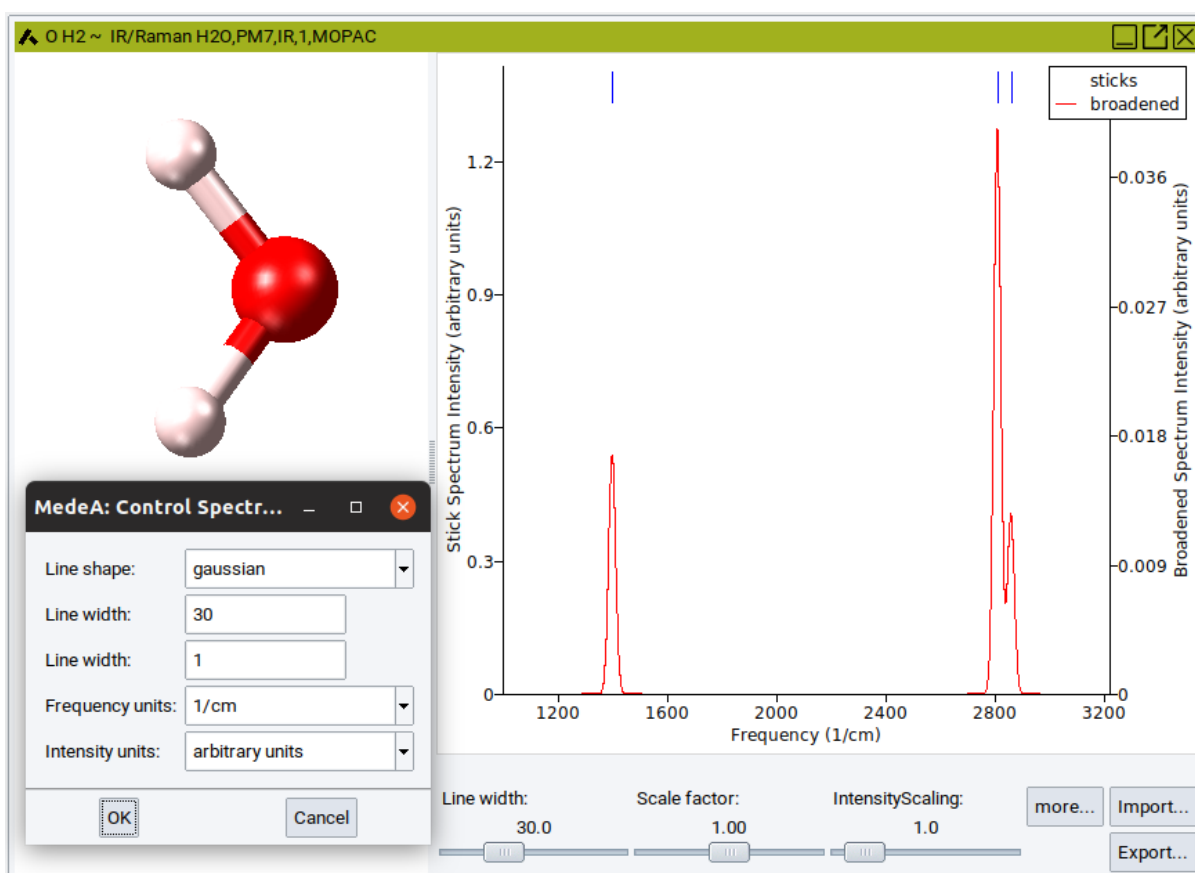 O H2 ~ IR/Raman H2O,PM7,IR,1,MOPAC
sticks
broadened
1.2
0.9
0.6
0.3
0
Stick Spectrum Intensity (arbitrary units)
0.036
0.027
0.018
0.009
0
Broadened Spectrum Intensity (arbitrary units)
1200 1600 2000 2400 2800 3200
Frequency (1/cm)
MedeA: Control Spectr...
Line shape: gaussian
Line width: 30
Line width: 1
Frequency units: 1/cm
Intensity units: arbitrary units
OK Cancel
Line width: Scale factor: IntensityScaling:
30.0 1.00 1.0
more... Import...
Export...